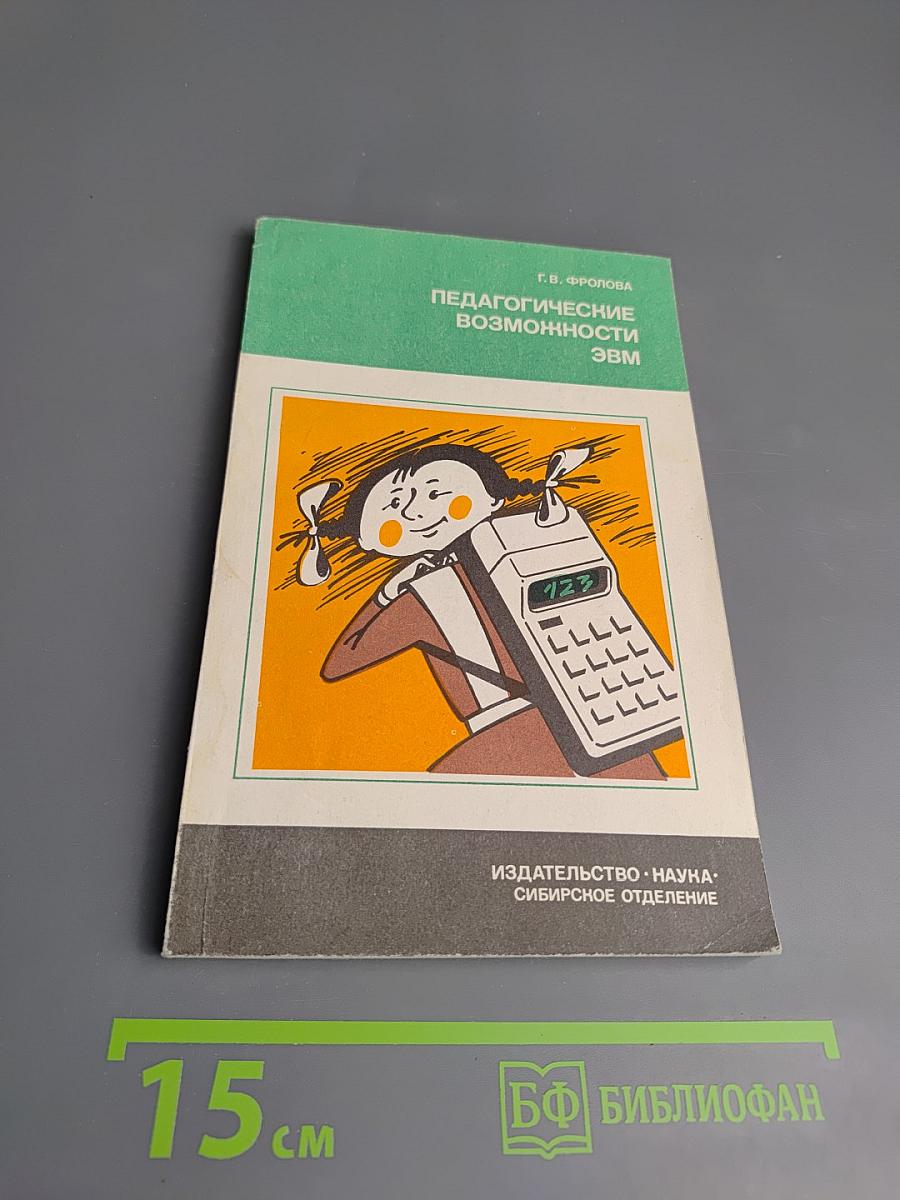 Г. В. ФРОЛОВА
ПЕДАГОГИЧЕСКИЕ
ВОЗМОЖНОСТИ
ЭВМ
123
ИЗДАТЕЛЬСТВО · НАУКА ·
СИБИРСКОЕ ОТДЕЛЕНИЕ
15 см
БФ БИБЛИОФАН